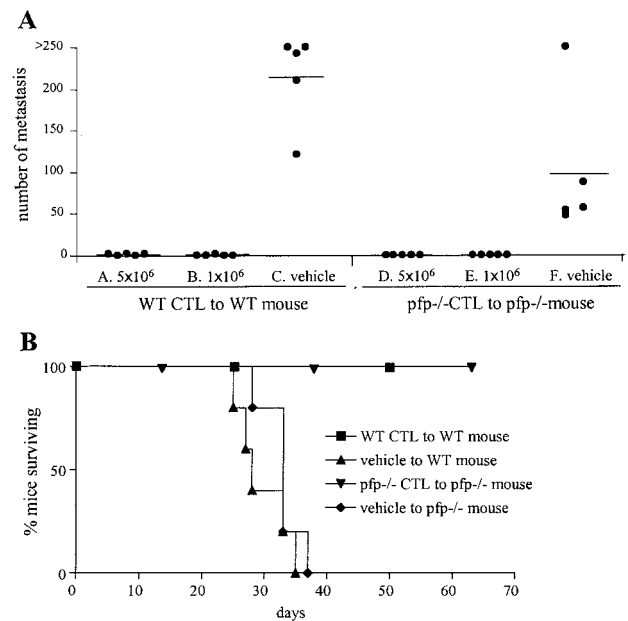 A
>250
200
150
100
50
0
number of metastasis
A. 5x10⁶ B. 1x10⁶ C. vehicle D. 5x10⁶ E. 1x10⁶ F. vehicle
WT CTL to WT mouse pfp-/-CTL to pfp-/-mouse
B
100
50
0
% mice surviving
WT CTL to WT mouse
vehicle to WT mouse
pfp-/- CTL to pfp-/- mouse
vehicle to pfp-/- mouse
0 10 20 30 40 50 60 70
days